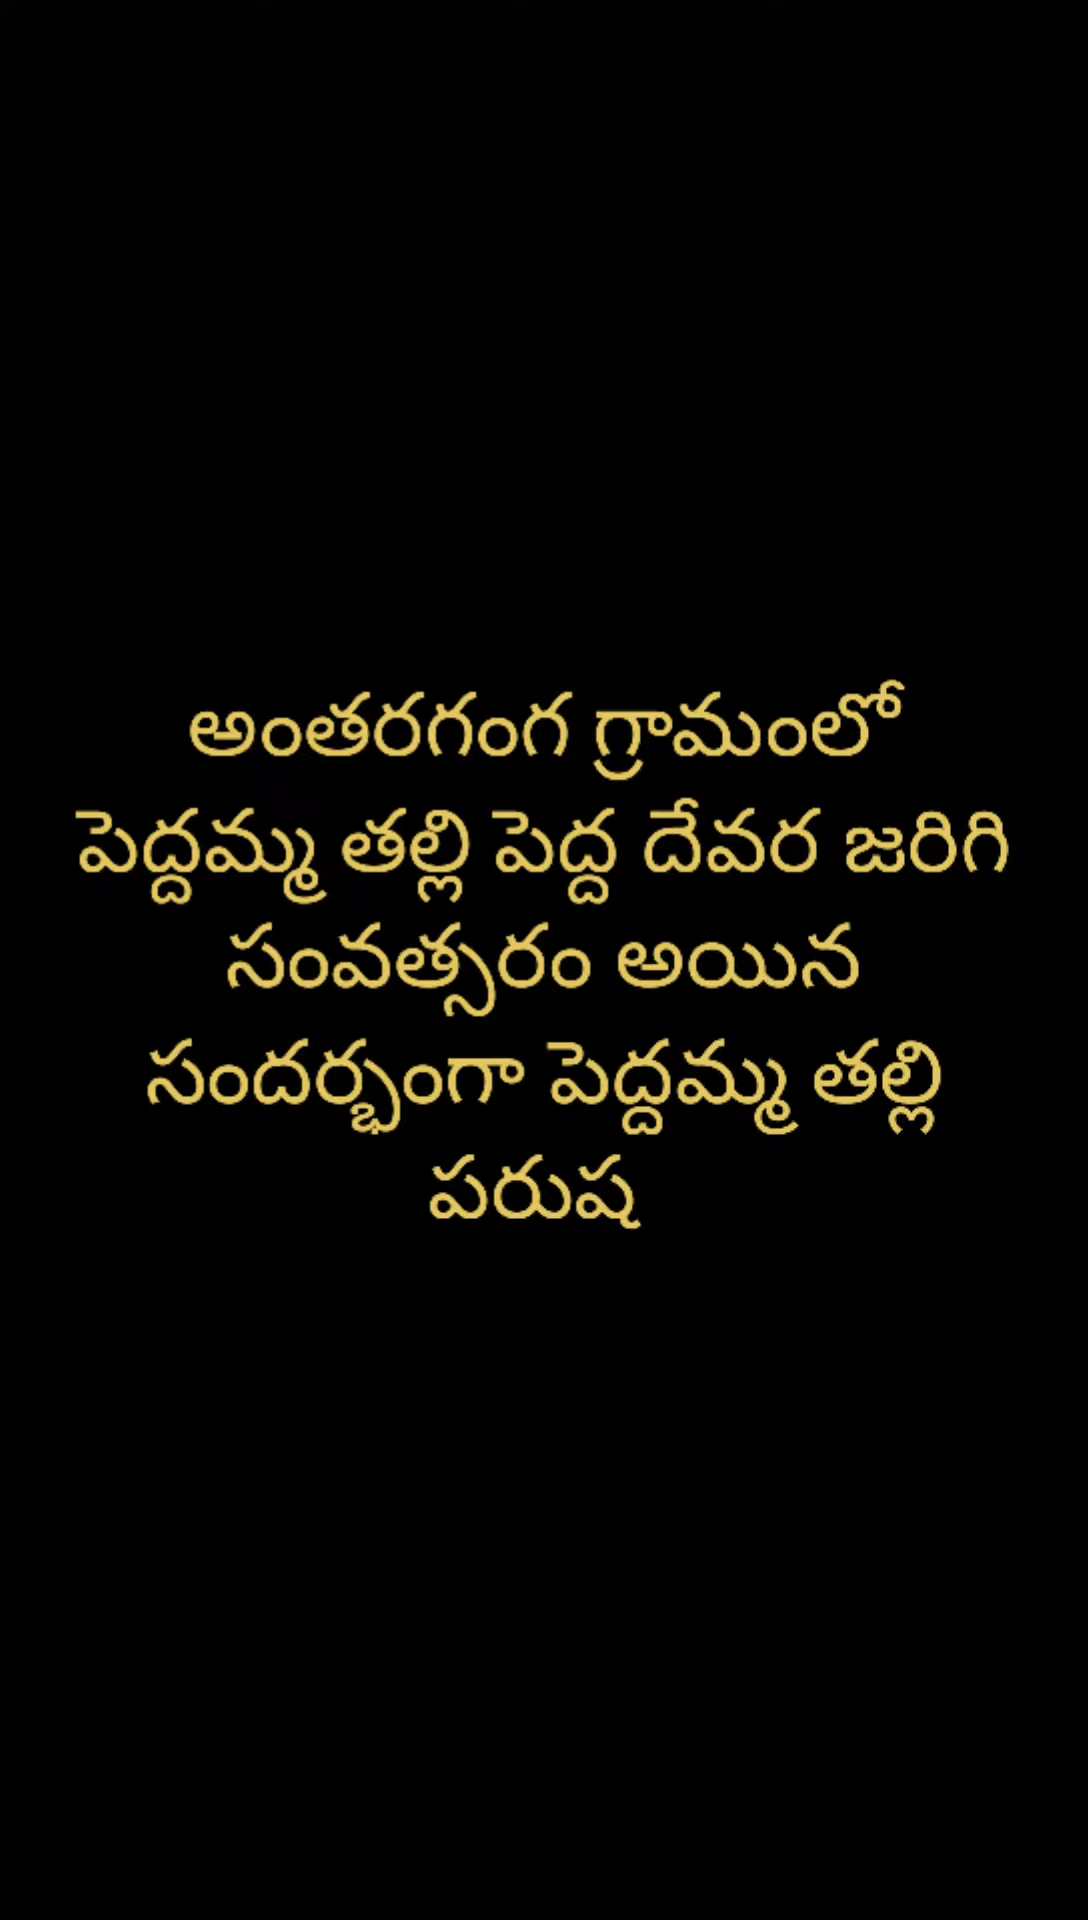 అంతరగంగ గ్రామంలో
పెద్దమ్మ తల్లి పెద్ద దేవర జరిగి
సంవత్సరం అయిన
సందర్భంగా పెద్దమ్మ తల్లి
పరుష